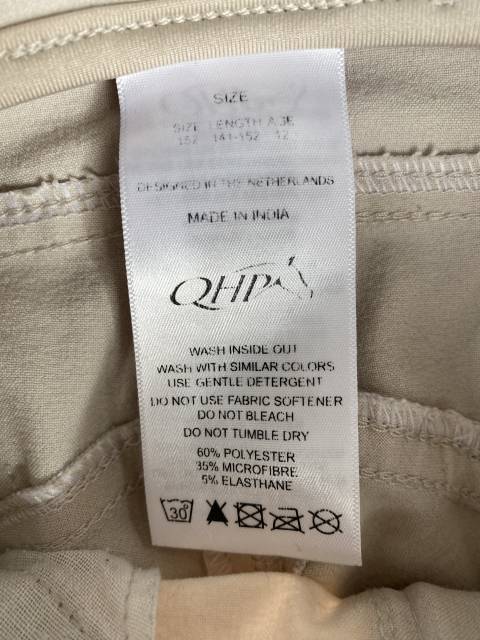 SIZE
SIZE LENGTH AGE
152 141-152 12
DESIGNED IN THE NETHERLANDS
MADE IN INDIA
QHP
WASH INSIDE OUT
WASH WITH SIMILAR COLORS
USE GENTLE DETERGENT
DO NOT USE FABRIC SOFTENER
DO NOT BLEACH
DO NOT TUMBLE DRY
60% POLYESTER
35% MICROFIBRE
5% ELASTHANE
30°